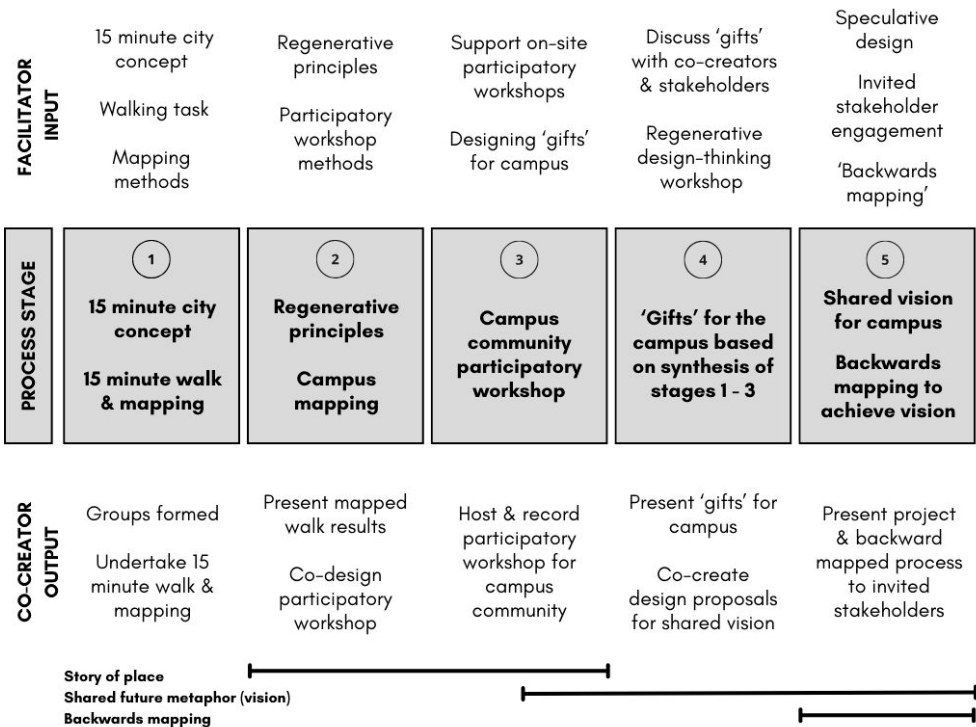 FACILITATOR
INPUT
15 minute city
concept
Walking task
Mapping
methods
Regenerative
principles
Participatory
workshop
methods
Support on-site
participatory
workshops
Designing ‘gifts’
for campus
Discuss ‘gifts’
with co-creators
& stakeholders
Regenerative
design-thinking
workshop
Speculative
design
Invited
stakeholder
engagement
‘Backwards
mapping’
PROCESS STAGE
1
15 minute city
concept
15 minute walk
& mapping
2
Regenerative
principles
Campus
mapping
3
Campus
community
participatory
workshop
4
‘Gifts’ for the
campus based
on synthesis of
stages 1 - 3
5
Shared vision
for campus
Backwards
mapping to
achieve vision
CO-CREATOR
OUTPUT
Groups formed
Undertake 15
minute walk &
mapping
Present mapped
walk results
Co-design
participatory
workshop
Host & record
participatory
workshop for
campus
community
Present ‘gifts’ for
campus
Co-create
design proposals
for shared vision
Present project
& backward
mapped process
to invited
stakeholders
Story of place
Shared future metaphor (vision)
Backwards mapping